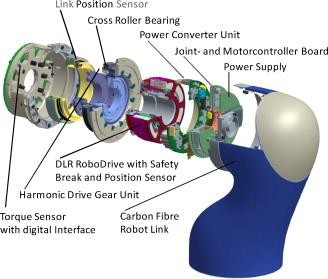 Link Position Sensor
Cross Roller Bearing
Power Converter Unit
Joint- and Motorcontroller Board
Power Supply
DLR RoboDrive with Safety
Break and Position Sensor
Harmonic Drive Gear Unit
Torque Sensor
with digital Interface
Carbon Fibre
Robot Link